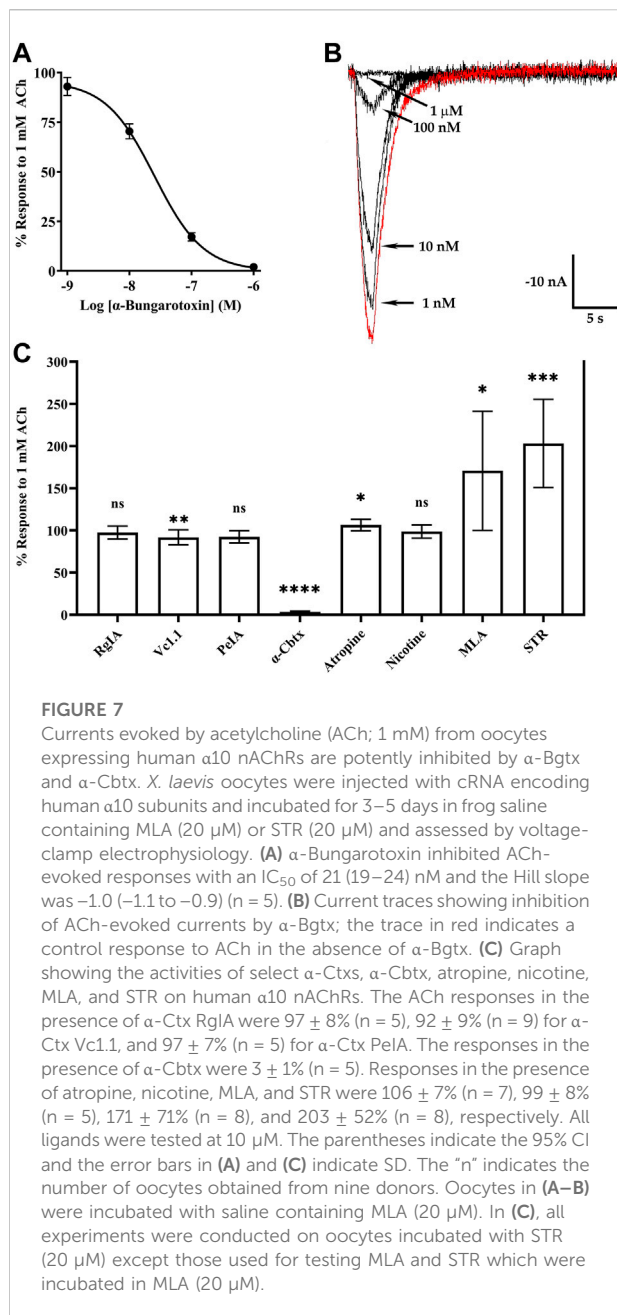 A
100
75
50
25
0
% Response to 1 mM ACh
-9
-8
-7
-6
Log [α-Bungarotoxin] (M)
B
1 μM
100 nM
10 nM
1 nM
-10 nA
5 s
C
300
250
200
150
100
50
0
% Response to 1 mM ACh
ns
**
ns
****
*
ns
*
***
RgIA
Vc1.1
PeIA
α-Cbtx
Atropine
Nicotine
MLA
STR
FIGURE 7
Currents evoked by acetylcholine (ACh; 1 mM) from oocytes
expressing human α10 nAChRs are potently inhibited by α-Bgtx
and α-Cbtx. X. laevis oocytes were injected with cRNA encoding
human α10 subunits and incubated for 3–5 days in frog saline
containing MLA (20 μM) or STR (20 μM) and assessed by voltage-
clamp electrophysiology. (A) α-Bungarotoxin inhibited ACh-
evoked responses with an IC50 of 21 (19–24) nM and the Hill slope
was –1.0 (–1.1 to –0.9) (n = 5). (B) Current traces showing inhibition
of ACh-evoked currents by α-Bgtx; the trace in red indicates a
control response to ACh in the absence of α-Bgtx. (C) Graph
showing the activities of select α-Ctxs, α-Cbtx, atropine, nicotine,
MLA, and STR on human α10 nAChRs. The ACh responses in the
presence of α-Ctx RgIA were 97 ± 8% (n = 5), 92 ± 9% (n = 9) for α-
Ctx Vc1.1, and 97 ± 7% (n = 5) for α-Ctx PeIA. The responses in the
presence of α-Cbtx were 3 ± 1% (n = 5). Responses in the presence
of atropine, nicotine, MLA, and STR were 106 ± 7% (n = 7), 99 ± 8%
(n = 5), 171 ± 71% (n = 8), and 203 ± 52% (n = 8), respectively. All
ligands were tested at 10 μM. The parentheses indicate the 95% CI
and the error bars in (A) and (C) indicate SD. The "n" indicates the
number of oocytes obtained from nine donors. Oocytes in (A–B)
were incubated with saline containing MLA (20 μM). In (C), all
experiments were conducted on oocytes incubated with STR
(20 μM) except those used for testing MLA and STR which were
incubated in MLA (20 μM).